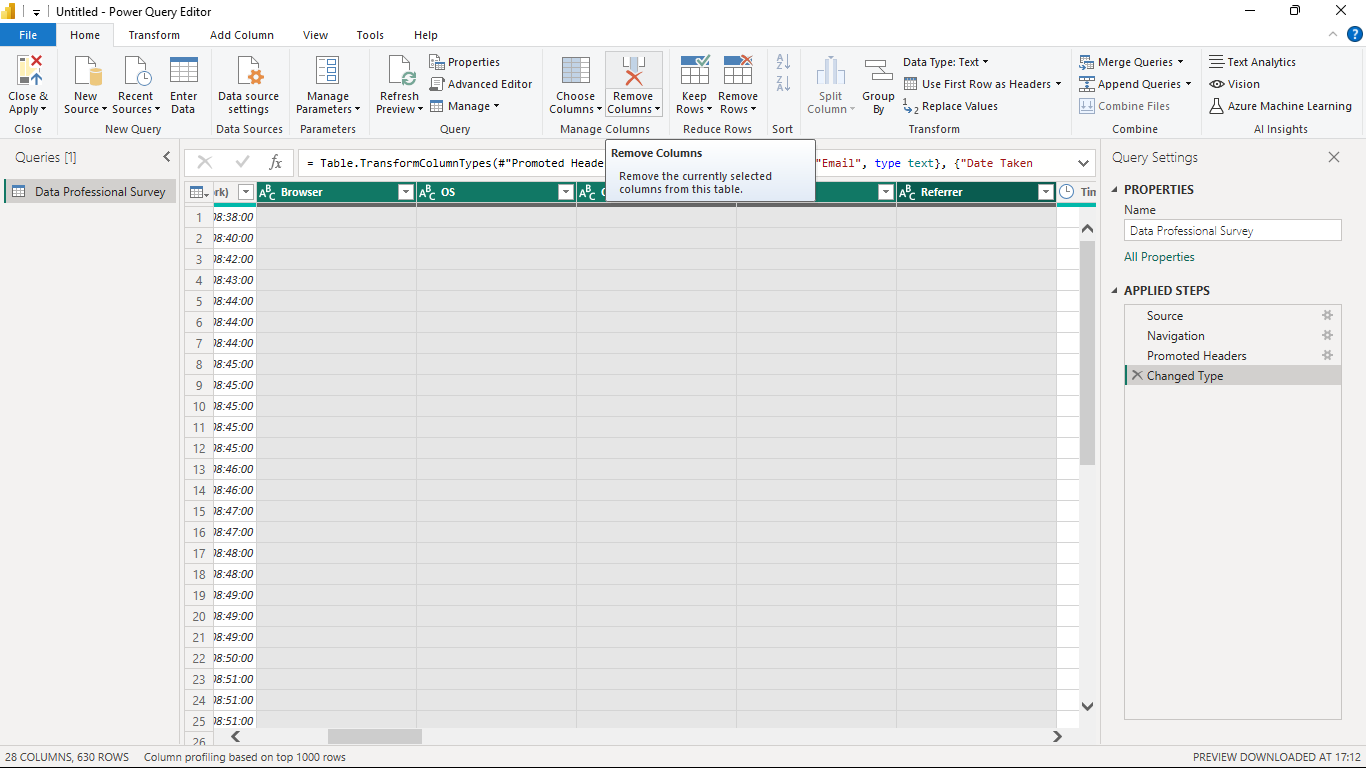 Untitled - Power Query Editor
File Home Transform Add Column View Tools Help
Close & Apply
New Source
Recent Sources
Enter Data
Data source settings
Manage Parameters
Refresh Preview
Properties
Advanced Editor
Manage
Choose Columns
Remove Columns
Keep Rows
Remove Rows
Split Column
Group By
Data Type: Text
Use First Row as Headers
Replace Values
Merge Queries
Append Queries
Combine Files
Text Analytics
Vision
Azure Machine Learning
Close New Query Data Sources Parameters Query Manage Columns Reduce Rows Sort Transform Combine AI Insights
Queries [1]
Data Professional Survey
= Table.TransformColumnTypes(#"Promoted Heade "Email", type text}, {"Date Taken
Remove Columns
Remove the currently selected
columns from this table.
rk) Browser OS Referrer Tim
1 08:38:00
2 08:40:00
3 08:42:00
4 08:43:00
5 08:44:00
6 08:44:00
7 08:44:00
8 08:45:00
9 08:45:00
10 08:45:00
11 08:45:00
12 08:45:00
13 08:46:00
14 08:46:00
15 08:47:00
16 08:47:00
17 08:48:00
18 08:48:00
19 08:49:00
20 08:49:00
21 08:49:00
22 08:50:00
23 08:51:00
24 08:51:00
25 08:51:00
26
Query Settings
PROPERTIES
Name
Data Professional Survey
All Properties
APPLIED STEPS
Source
Navigation
Promoted Headers
Changed Type
28 COLUMNS, 630 ROWS Column profiling based on top 1000 rows PREVIEW DOWNLOADED AT 17:12